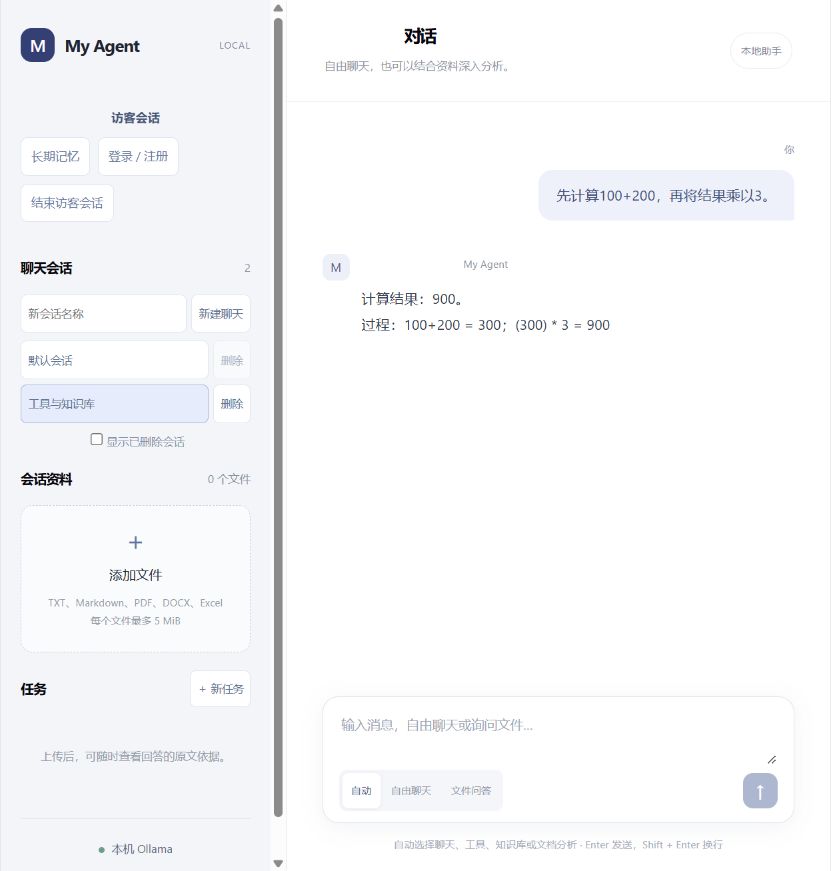 M My Agent LOCAL
访客会话
长期记忆 登录 / 注册
结束访客会话
聊天会话 2
新会话名称 新建聊天
默认会话 删除
工具与知识库 删除
显示已删除会话
会话资料 0 个文件
+
添加文件
TXT、Markdown、PDF、DOCX、Excel
每个文件最多 5 MiB
任务 + 新任务
上传后，可随时查看回答的原文依据。
本机 Ollama
对话
自由聊天，也可以结合资料深入分析。
本地助手
你
先计算100+200，再将结果乘以3。
M My Agent
计算结果：900。
过程：100+200 = 300；(300) * 3 = 900
输入消息，自由聊天或询问文件...
自动 自由聊天 文件问答 ↑
自动选择聊天、工具、知识库或文档分析 · Enter 发送，Shift + Enter 换行